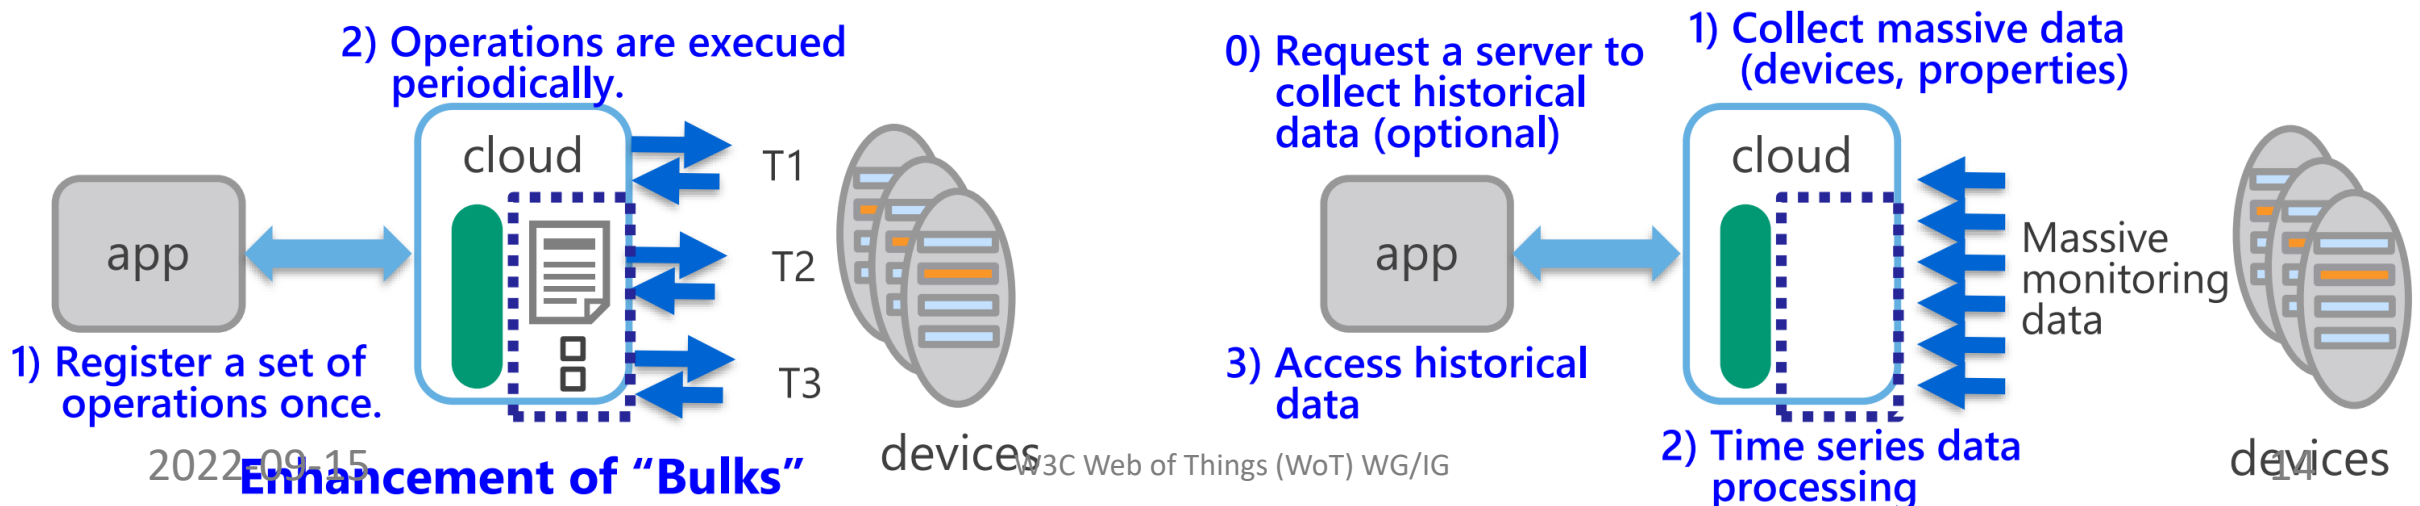 2) Operations are execued
periodically.
cloud
app
T1
T2
T3
1) Register a set of
operations once.
devices
2022-09-15
Enhancement of “Bulks”
0) Request a server to
collect historical
data (optional)
1) Collect massive data
(devices, properties)
cloud
app
Massive
monitoring
data
3) Access historical
data
2) Time series data
processing
devices
W3C Web of Things (WoT) WG/IG
14